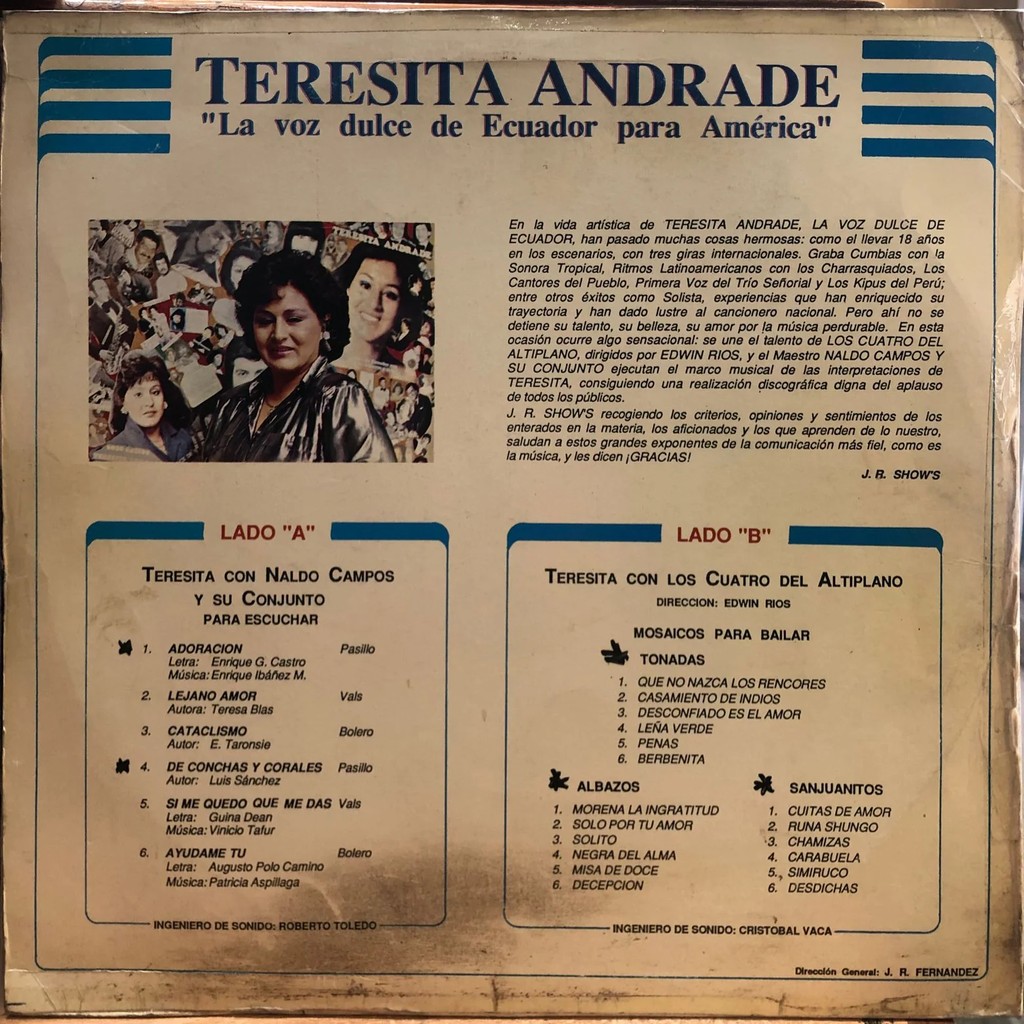 TERESITA ANDRADE
"La voz dulce de Ecuador para América"
TERESITA ANDRADE
En la vida artística de TERESITA ANDRADE, LA VOZ DULCE DE
ECUADOR, han pasado muchas cosas hermosas: como el llevar 18 años
en los escenarios, con tres giras internacionales. Graba Cumbias con la
Sonora Tropical, Ritmos Latinoamericanos con los Charrasquiados, Los
Cantores del Pueblo, Primera Voz del Trío Señorial y Los Kipus del Perú;
entre otros éxitos como Solista, experiencias que han enriquecido su
trayectoria y han dado lustre al cancionero nacional. Pero ahí no se
detiene su talento, su belleza, su amor por la música perdurable. En esta
ocasión ocurre algo sensacional: se une el talento de LOS CUATRO DEL
ALTIPLANO, dirigidos por EDWIN RIOS, y el Maestro NALDO CAMPOS Y
SU CONJUNTO ejecutan el marco musical de las interpretaciones de
TERESITA, consiguiendo una realización discográfica digna del aplauso
de todos los públicos.
J. R. SHOW'S recogiendo los criterios, opiniones y sentimientos de los
enterados en la materia, los aficionados y los que aprenden de lo nuestro,
saludan a estos grandes exponentes de la comunicación más fiel, como es
la música, y les dicen ¡GRACIAS!
J. R. SHOW'S
LADO "A"
TERESITA CON NALDO CAMPOS
Y SU CONJUNTO
PARA ESCUCHAR
1. ADORACION Pasillo
Letra: Enrique G. Castro
Música: Enrique Ibáñez M.
2. LEJANO AMOR Vals
Autora: Teresa Blas
3. CATACLISMO Bolero
Autor: E. Taronsie
4. DE CONCHAS Y CORALES Pasillo
Autor: Luis Sánchez
5. SI ME QUEDO QUE ME DAS Vals
Letra: Guina Dean
Música: Vinicio Tafur
6. AYUDAME TU Bolero
Letra: Augusto Polo Camino
Música: Patricia Aspillaga
INGENIERO DE SONIDO: ROBERTO TOLEDO
LADO "B"
TERESITA CON LOS CUATRO DEL ALTIPLANO
DIRECCION: EDWIN RIOS
MOSAICOS PARA BAILAR
TONADAS
1. QUE NO NAZCA LOS RENCORES
2. CASAMIENTO DE INDIOS
3. DESCONFIADO ES EL AMOR
4. LEÑA VERDE
5. PENAS
6. BERBENITA
ALBAZOS
1. MORENA LA INGRATITUD
2. SOLO POR TU AMOR
3. SOLITO
4. NEGRA DEL ALMA
5. MISA DE DOCE
6. DECEPCION
SANJUANITOS
1. CUITAS DE AMOR
2. RUNA SHUNGO
3. CHAMIZAS
4. CARABUELA
5. SIMIRUCO
6. DESDICHAS
INGENIERO DE SONIDO: CRISTOBAL VACA
Dirección General: J. R. FERNANDEZ